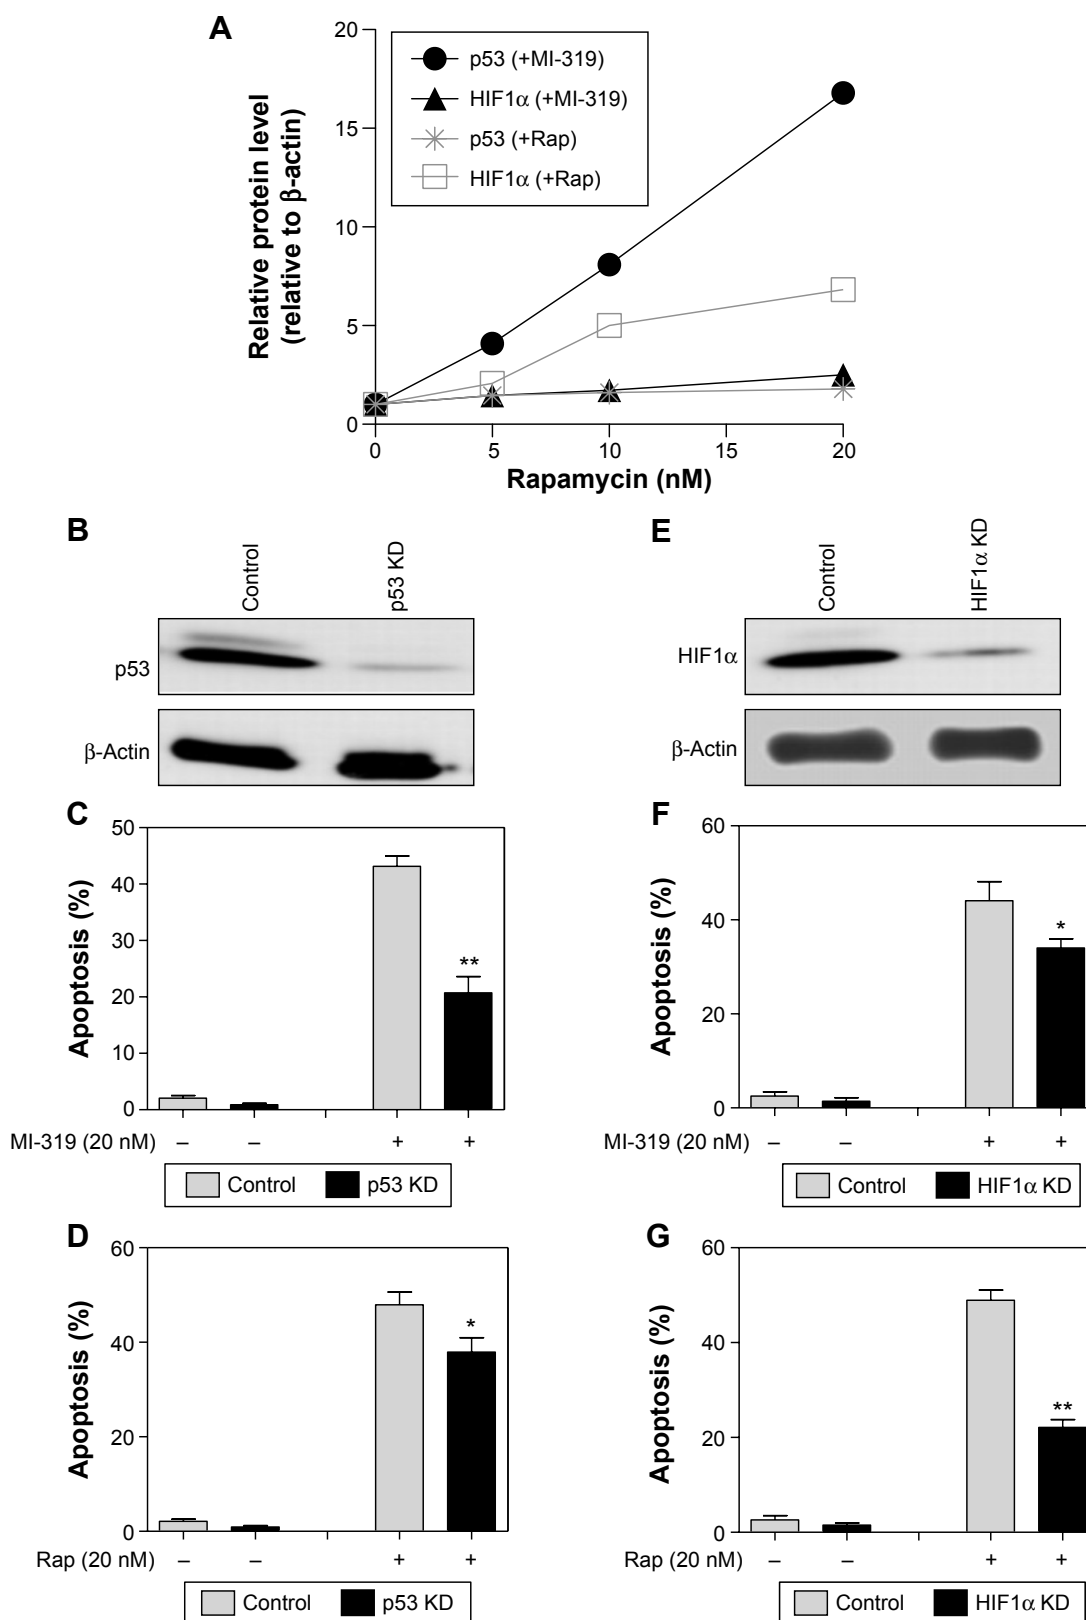 A
Relative protein level
(relative to β-actin)
20
15
10
5
0
p53 (+MI-319)
HIF1α (+MI-319)
p53 (+Rap)
HIF1α (+Rap)
0 5 10 15 20
Rapamycin (nM)
B
Control
p53 KD
p53
β-Actin
E
Control
HIF1α KD
HIF1α
β-Actin
C
Apoptosis (%)
50
40
30
20
10
0
**
MI-319 (20 nM) – – + +
Control p53 KD
F
Apoptosis (%)
60
40
20
0
*
MI-319 (20 nM) – – + +
Control HIF1α KD
D
Apoptosis (%)
60
40
20
0
*
Rap (20 nM) – – + +
Control p53 KD
G
Apoptosis (%)
60
40
20
0
**
Rap (20 nM) – – + +
Control HIF1α KD